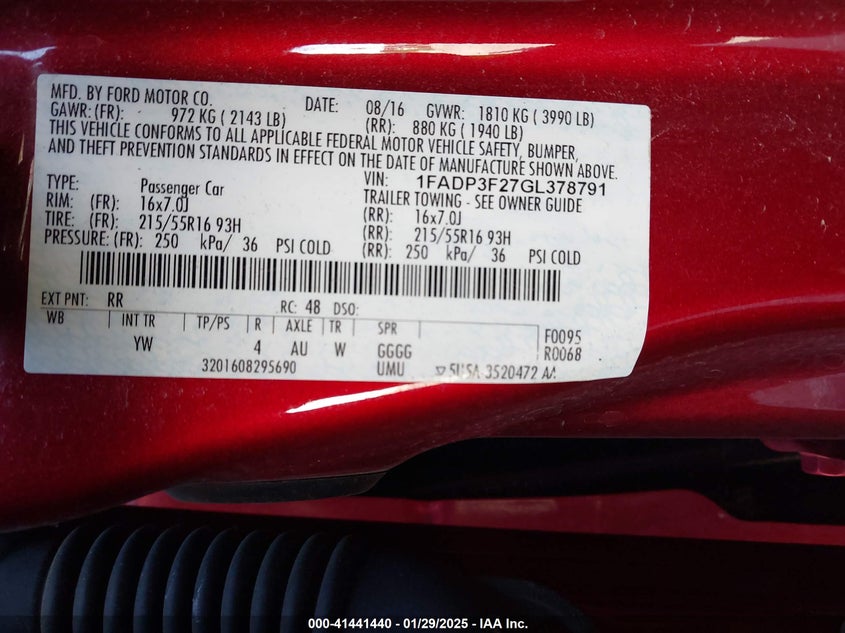 MFD. BY FORD MOTOR CO. DATE: 08/16 GVWR: 1810 KG ( 3990 LB)
GAWR: (FR): 972 KG ( 2143 LB) (RR): 880 KG ( 1940 LB)
THIS VEHICLE CONFORMS TO ALL APPLICABLE FEDERAL MOTOR VEHICLE SAFETY, BUMPER,
AND THEFT PREVENTION STANDARDS IN EFFECT ON THE DATE OF MANUFACTURE SHOWN ABOVE.
VIN: 1FADP3F27GL378791
TYPE: Passenger Car TRAILER TOWING - SEE OWNER GUIDE
RIM: (FR): 16x7.0J (RR): 16x7.0J
TIRE: (FR): 215/55R16 93H (RR): 215/55R16 93H
PRESSURE: (FR): 250 kPa/ 36 PSI COLD (RR): 250 kPa/ 36 PSI COLD
EXT PNT: RR RC: 48 DSO:
WB INT TR TP/PS R AXLE TR SPR F0095
YW 4 AU W GGGG R0068
3201608295690 UMU 5USA 3520472 AA
000-41441440 - 01/29/2025 - IAA Inc.